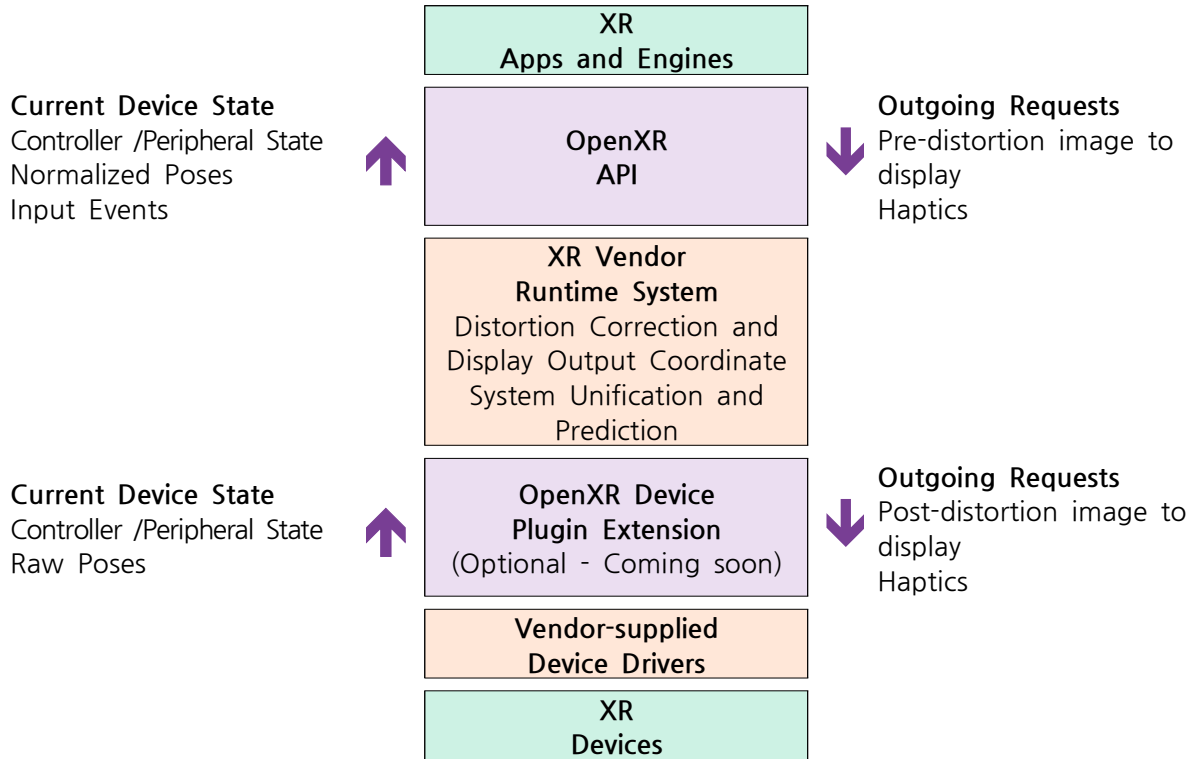 XR
Apps and Engines
Current Device State
Controller /Peripheral State
Normalized Poses
Input Events
OpenXR
API
Outgoing Requests
Pre-distortion image to
display
Haptics
XR Vendor
Runtime System
Distortion Correction and
Display Output Coordinate
System Unification and
Prediction
Current Device State
Controller /Peripheral State
Raw Poses
OpenXR Device
Plugin Extension
(Optional - Coming soon)
Outgoing Requests
Post-distortion image to
display
Haptics
Vendor-supplied
Device Drivers
XR
Devices